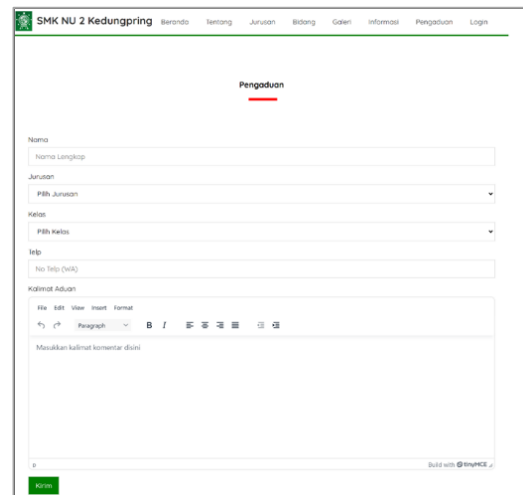 SMK NU 2 Kedungpring Beranda Tentang Jurusan Bidang Galeri Informasi Pengaduan Login
Pengaduan
Nama
Nama Lengkap
Jurusan
Pilih Jurusan
Kelas
Pilih Kelas
Telp
No Telp (WA)
Kalimat Aduan
File Edit View Insert Format
Paragraph B I
Masukkan kalimat komentar disini
p Build with tinyMCE
Kirim